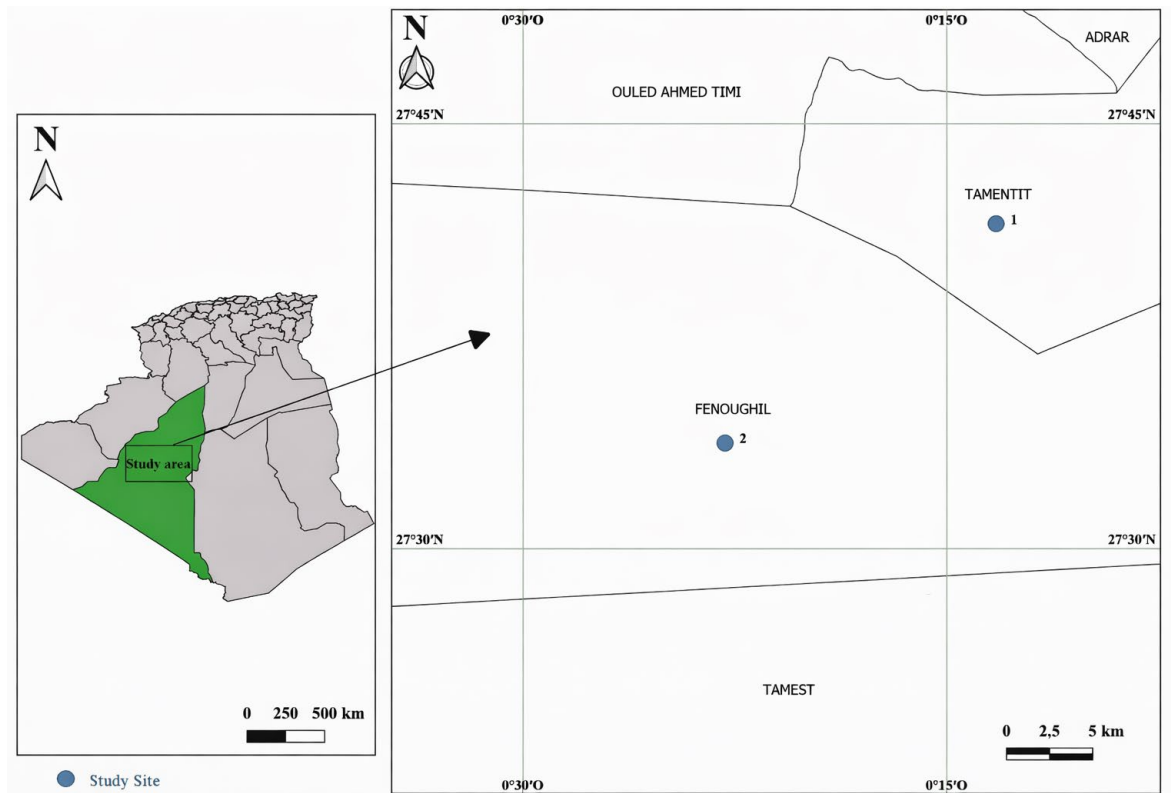 N
Study area
0 250 500 km
Study Site
N
0°30'O 0°15'O
ADRAR
OULED AHMED TIMI
27°45'N 27°45'N
TAMENTIT
1
FENOUGHIL
2
27°30'N 27°30'N
TAMEST
0 2,5 5 km
0°30'O 0°15'O